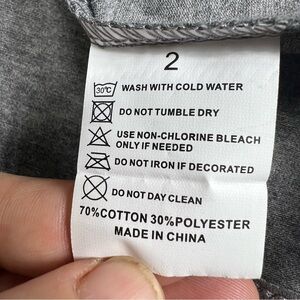 2
30℃ WASH WITH COLD WATER
DO NOT TUMBLE DRY
USE NON-CHLORINE BLEACH
ONLY IF NEEDED
DO NOT IRON IF DECORATED
DO NOT DAY CLEAN
70%COTTON 30%POLYESTER
MADE IN CHINA